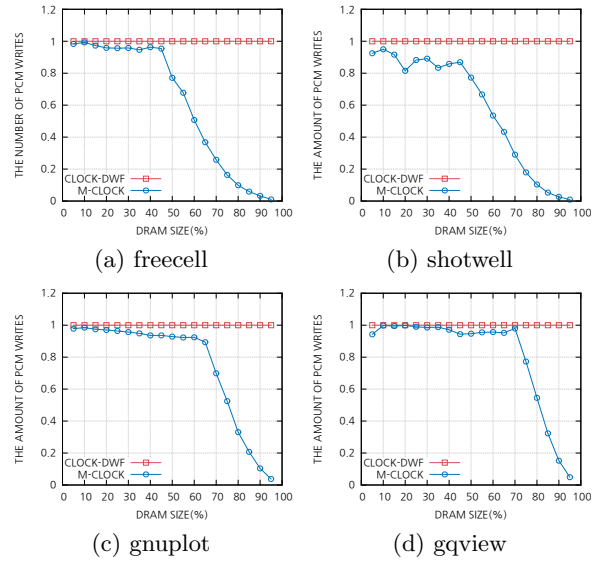 THE NUMBER OF PCM WRITES
1.2
1
0.8
0.6
0.4
0.2
0
CLOCK-DWF
M-CLOCK
0 10 20 30 40 50 60 70 80 90 100
DRAM SIZE(%)
(a) freecell
THE AMOUNT OF PCM WRITES
1.2
1
0.8
0.6
0.4
0.2
0
CLOCK-DWF
M-CLOCK
0 10 20 30 40 50 60 70 80 90 100
DRAM SIZE(%)
(b) shotwell
THE AMOUNT OF PCM WRITES
1.2
1
0.8
0.6
0.4
0.2
0
CLOCK-DWF
M-CLOCK
0 10 20 30 40 50 60 70 80 90 100
DRAM SIZE(%)
(c) gnuplot
THE AMOUNT OF PCM WRITES
1.2
1
0.8
0.6
0.4
0.2
0
CLOCK-DWF
M-CLOCK
0 10 20 30 40 50 60 70 80 90 100
DRAM SIZE(%)
(d) gqview